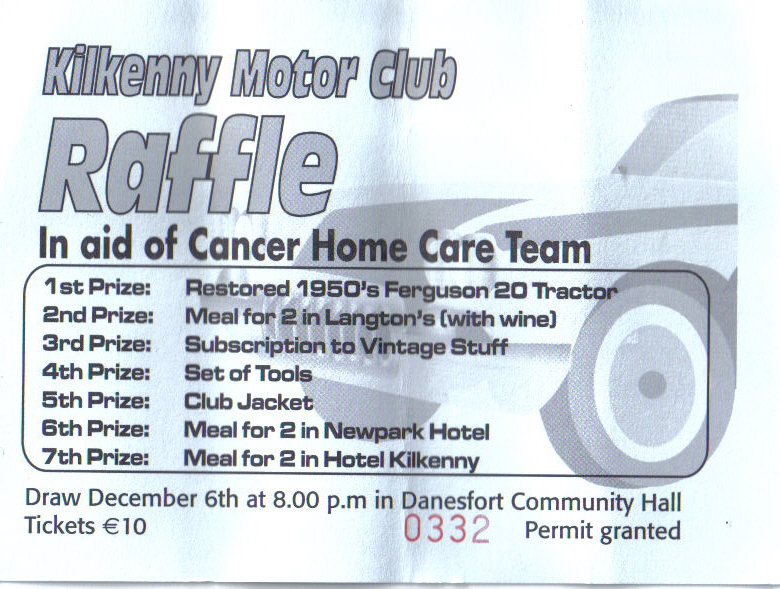 Kilkenny Motor Club
Raffle
In aid of Cancer Home Care Team
1st Prize: Restored 1950's Ferguson 20 Tractor
2nd Prize: Meal for 2 in Langton's (with wine)
3rd Prize: Subscription to Vintage Stuff
4th Prize: Set of Tools
5th Prize: Club Jacket
6th Prize: Meal for 2 in Newpark Hotel
7th Prize: Meal for 2 in Hotel Kilkenny
Draw December 6th at 8.00 p.m in Danesfort Community Hall
Tickets €10 0332 Permit granted